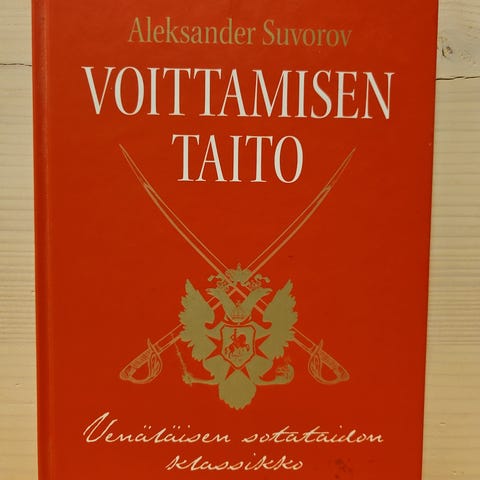 Aleksander Suvorov
VOITTAMISEN
TAITO
Venäläisen sotataidon
klassikko